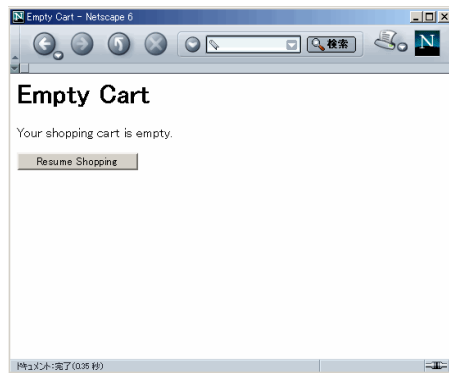 Empty Cart - Netscape 6
検索
N
Empty Cart
Your shopping cart is empty.
Resume Shopping
ドキュメント:完了(0.35 秒)